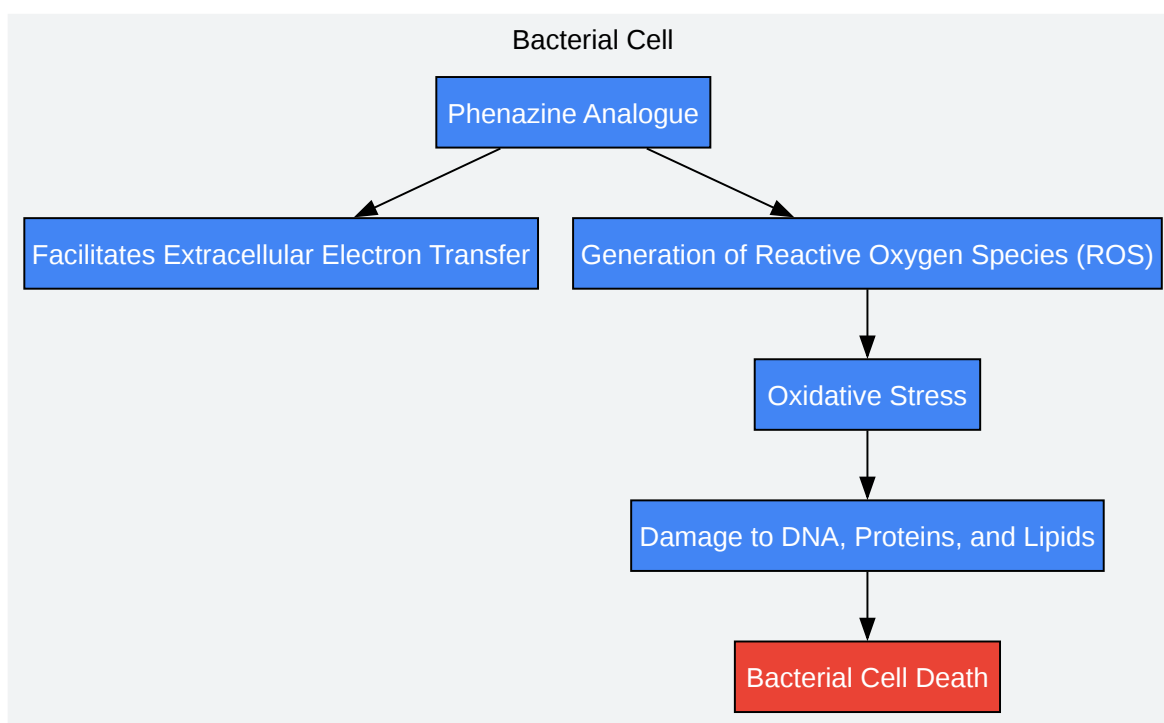 Bacterial Cell
Phenazine Analogue
Facilitates Extracellular Electron Transfer
Generation of Reactive Oxygen Species (ROS)
Oxidative Stress
Damage to DNA, Proteins, and Lipids
Bacterial Cell Death